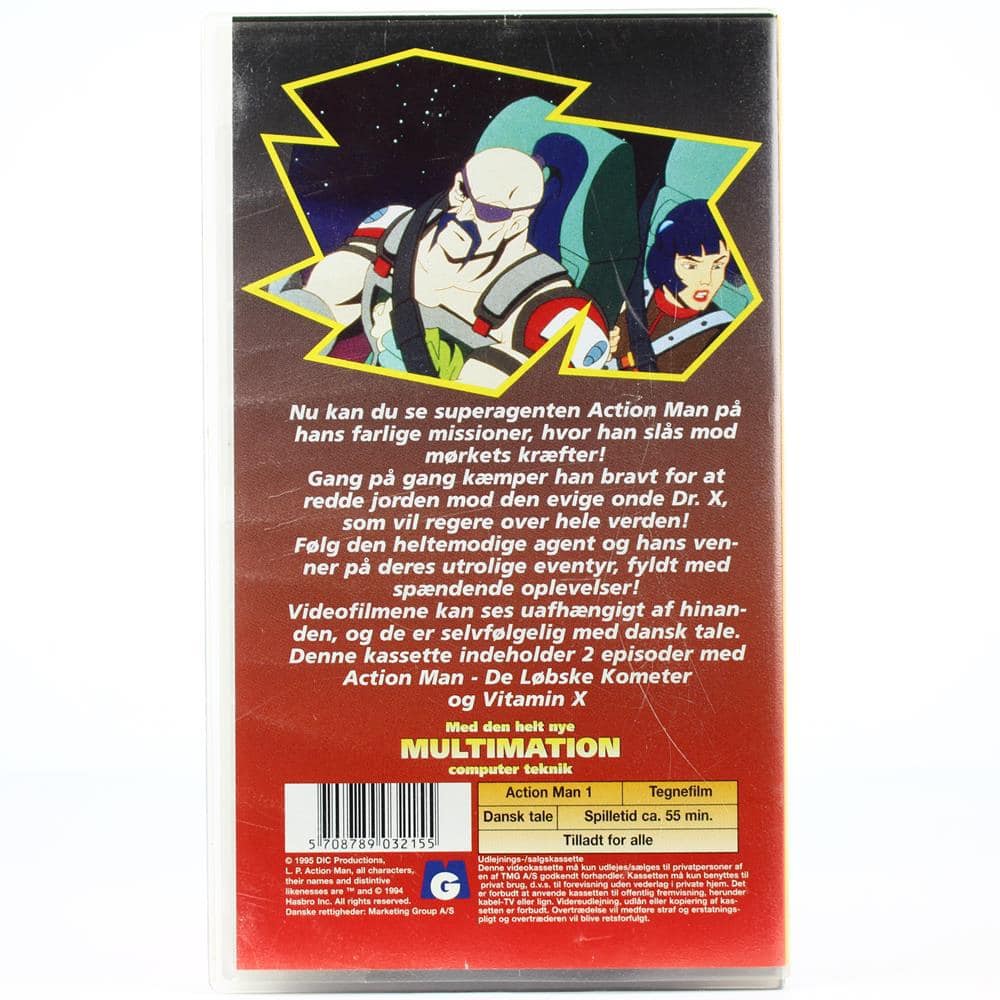 Nu kan du se superagenten Action Man på
hans farlige missioner, hvor han slås mod
mørkets kræfter!
Gang på gang kæmper han bravt for at
redde jorden mod den evige onde Dr. X,
som vil regere over hele verden!
Følg den heltemodige agent og hans ven-
ner på deres utrolige eventyr, fyldt med
spændende oplevelser!
Videofilmene kan ses uafhængigt af hinan-
den, og de er selvfølgelig med dansk tale.
Denne kassette indeholder 2 episoder med
Action Man - De Løbske Kometer
og Vitamin X
Med den helt nye
MULTIMATION
computer teknik
5 708789 032155
© 1995 DIC Productions,
L. P. Action Man, all characters,
their names and distintive
likenesses are ™ and © 1994
Hasbro Inc. All rights reserved.
Danske rettigheder: Marketing Group A/S
MG
Action Man 1
Tegnefilm
Dansk tale
Spilletid ca. 55 min.
Tilladt for alle
Udlejnings-/salgskassette
Denne videokassette må kun udlejes/sælges til privatpersoner af
en af TMG A/S godkendt forhandler. Kassetten må kun benyttes til
privat brug, d.v.s. til forevisning uden vederlag i private hjem. Det
er forbudt at anvende kassetten til offentlig fremvisning, herunder
kabel-TV eller lign. Videreudlejning, udlån eller kopiering af kas-
setten er forbudt. Overtrædelse vil medføre straf og erstatnings-
pligt og overtræderen vil blive retsforfulgt.